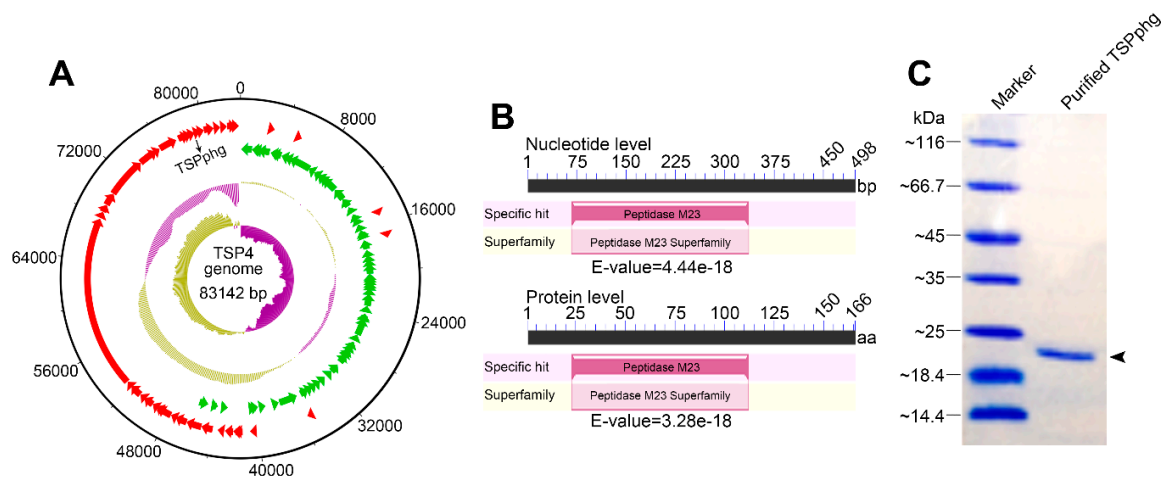 A
0
8000
16000
24000
32000
40000
48000
56000
64000
72000
80000
TSPphg
TSP4
genome
83142 bp
B
Nucleotide level
1 75 150 225 300 375 450 498
bp
Specific hit Peptidase M23
Superfamily Peptidase M23 Superfamily
E-value=4.44e-18
Protein level
1 25 50 75 100 125 150 166
aa
Specific hit Peptidase M23
Superfamily Peptidase M23 Superfamily
E-value=3.28e-18
C
Marker
Purified TSPphg
kDa
~116
~66.7
~45
~35
~25
~18.4
~14.4